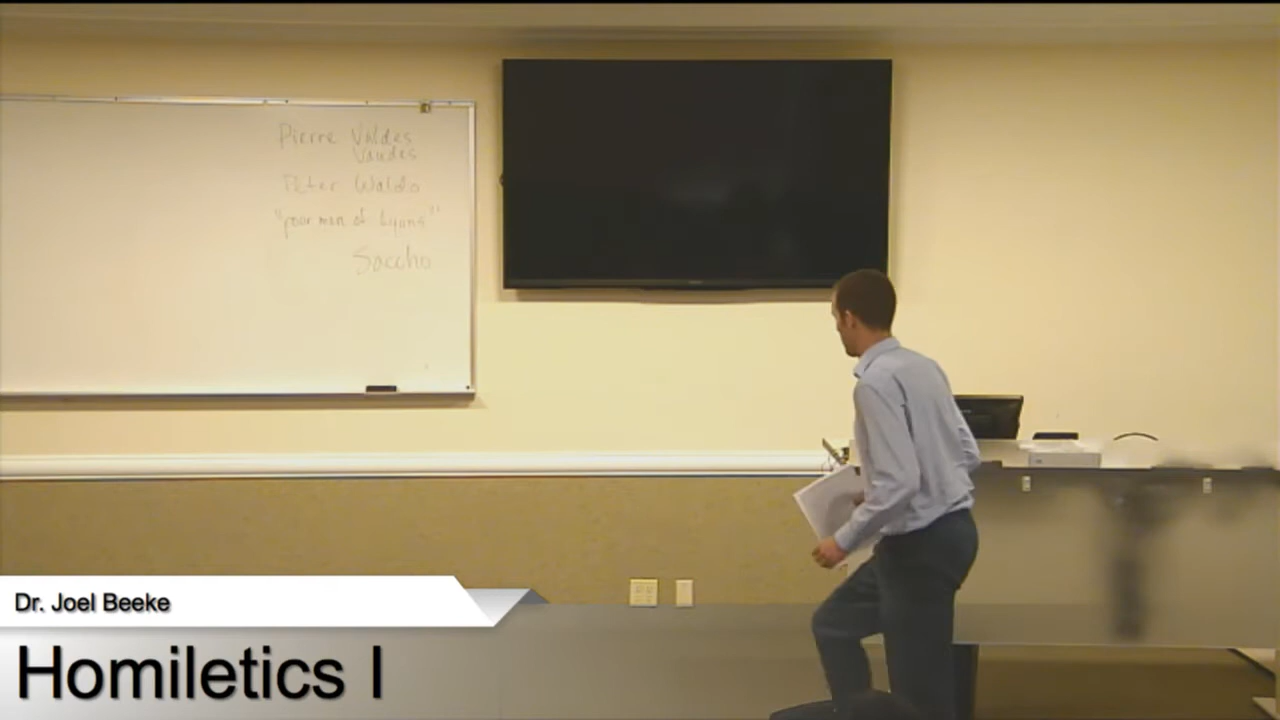 Pierre Valdes
Vaudes
Peter Waldo
"poor men of Lyons"
Saccho
Dr. Joel Beeke
Homiletics I